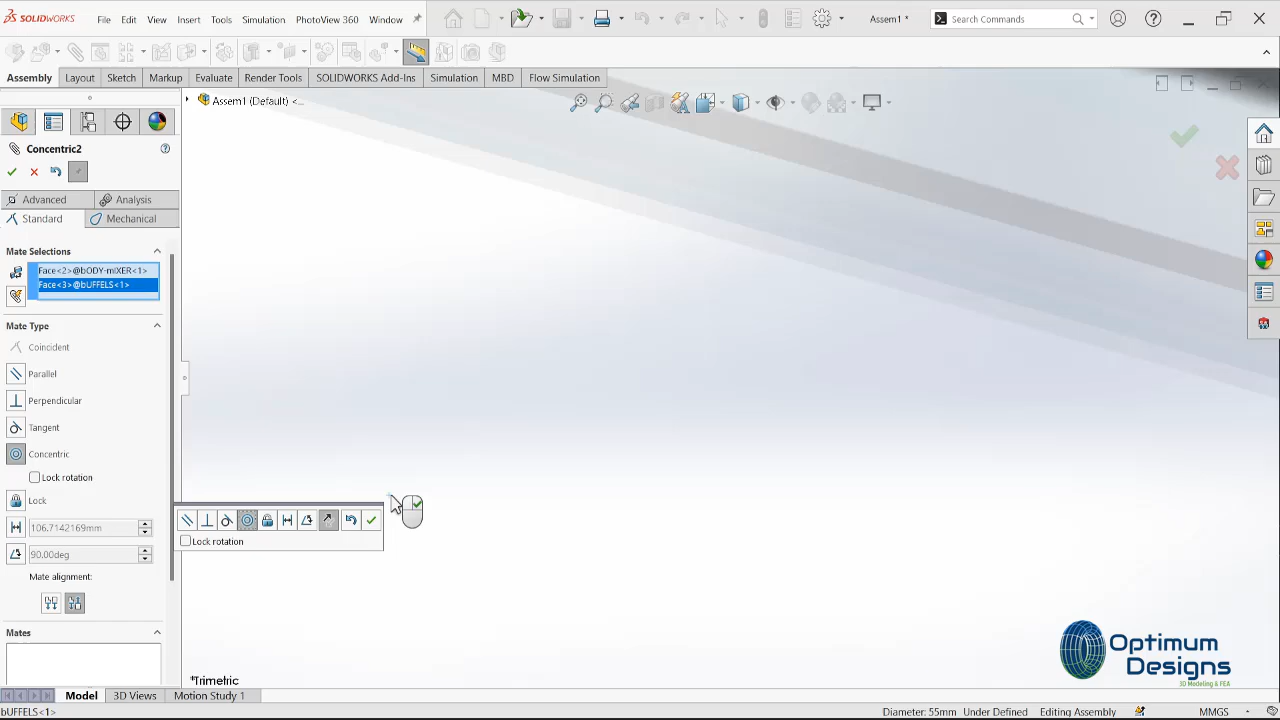 SOLIDWORKS
File Edit View Insert Tools Simulation PhotoView 360 Window
Assem1 *
Search Commands
Assembly Layout Sketch Markup Evaluate Render Tools SOLIDWORKS Add-Ins Simulation MBD Flow Simulation
Assem1 (Default) <...
Concentric2
Advanced Analysis
Standard Mechanical
Mate Selections
Face<2>@bODY-mIXER<1>
Face<3>@bUFFELS<1>
Mate Type
Coincident
Parallel
Perpendicular
Tangent
Concentric
Lock rotation
Lock
106.7142169mm
90.00deg
Lock rotation
Mate alignment:
Mates
Optimum
Designs
3D Modeling & FEA
*Trimetric
Model 3D Views Motion Study 1
bUFFELS<1>
Diameter: 55mm Under Defined Editing Assembly MMGS